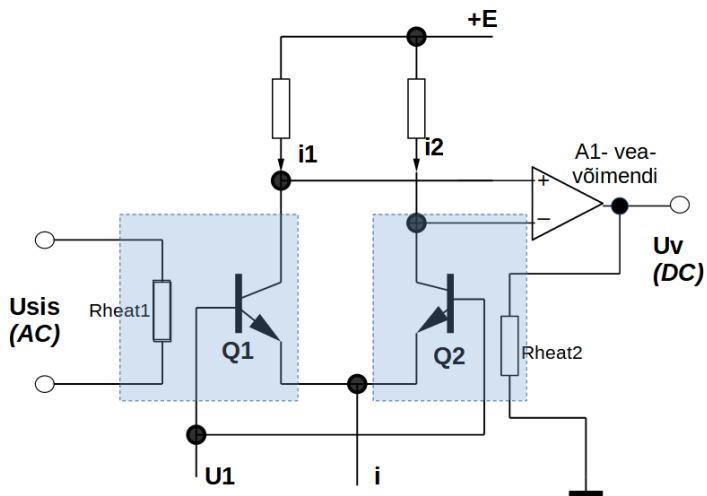 +E
i1
i2
A1- vea-
võimendi
+
−
Usis
(AC)
Rheat1
Q1
Q2
Rheat2
Uv
(DC)
U1
i